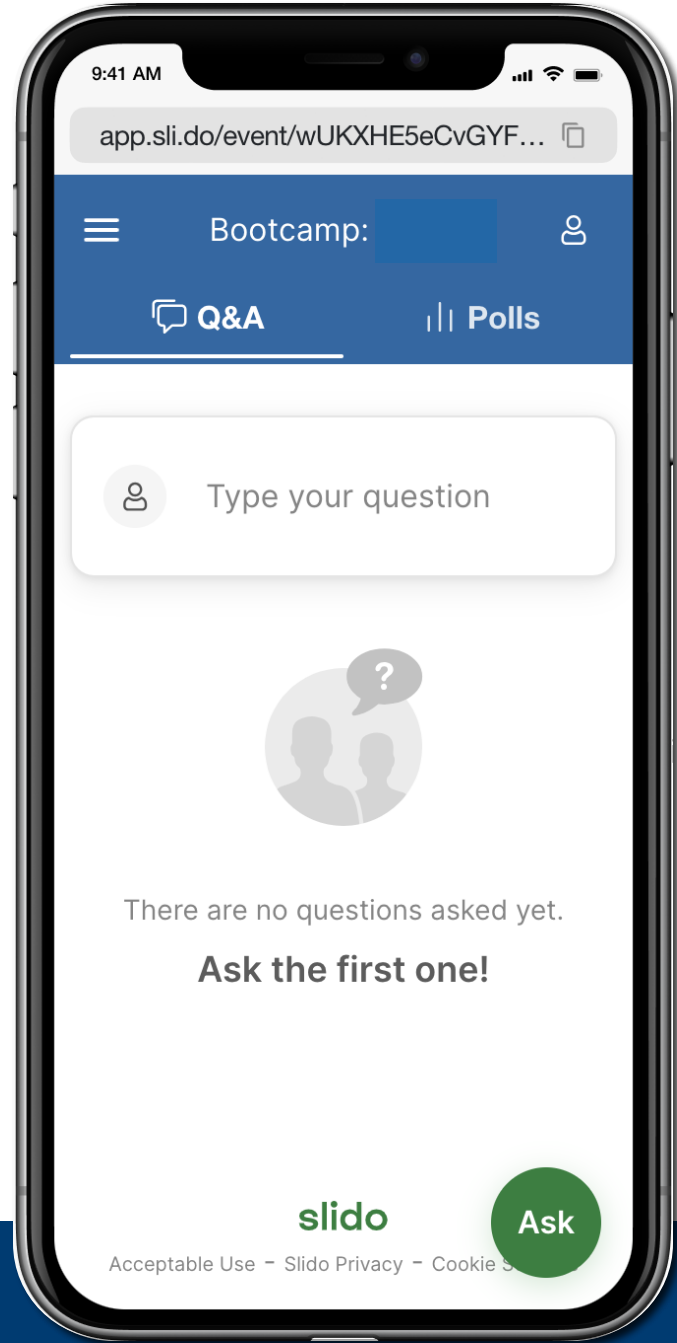 9:41 AM
app.sli.do/event/wUKXHE5eCvGYF...
Bootcamp:
Q&A Polls
Type your question
?
There are no questions asked yet.
Ask the first one!
slido
Ask
Acceptable Use - Slido Privacy - Cookie